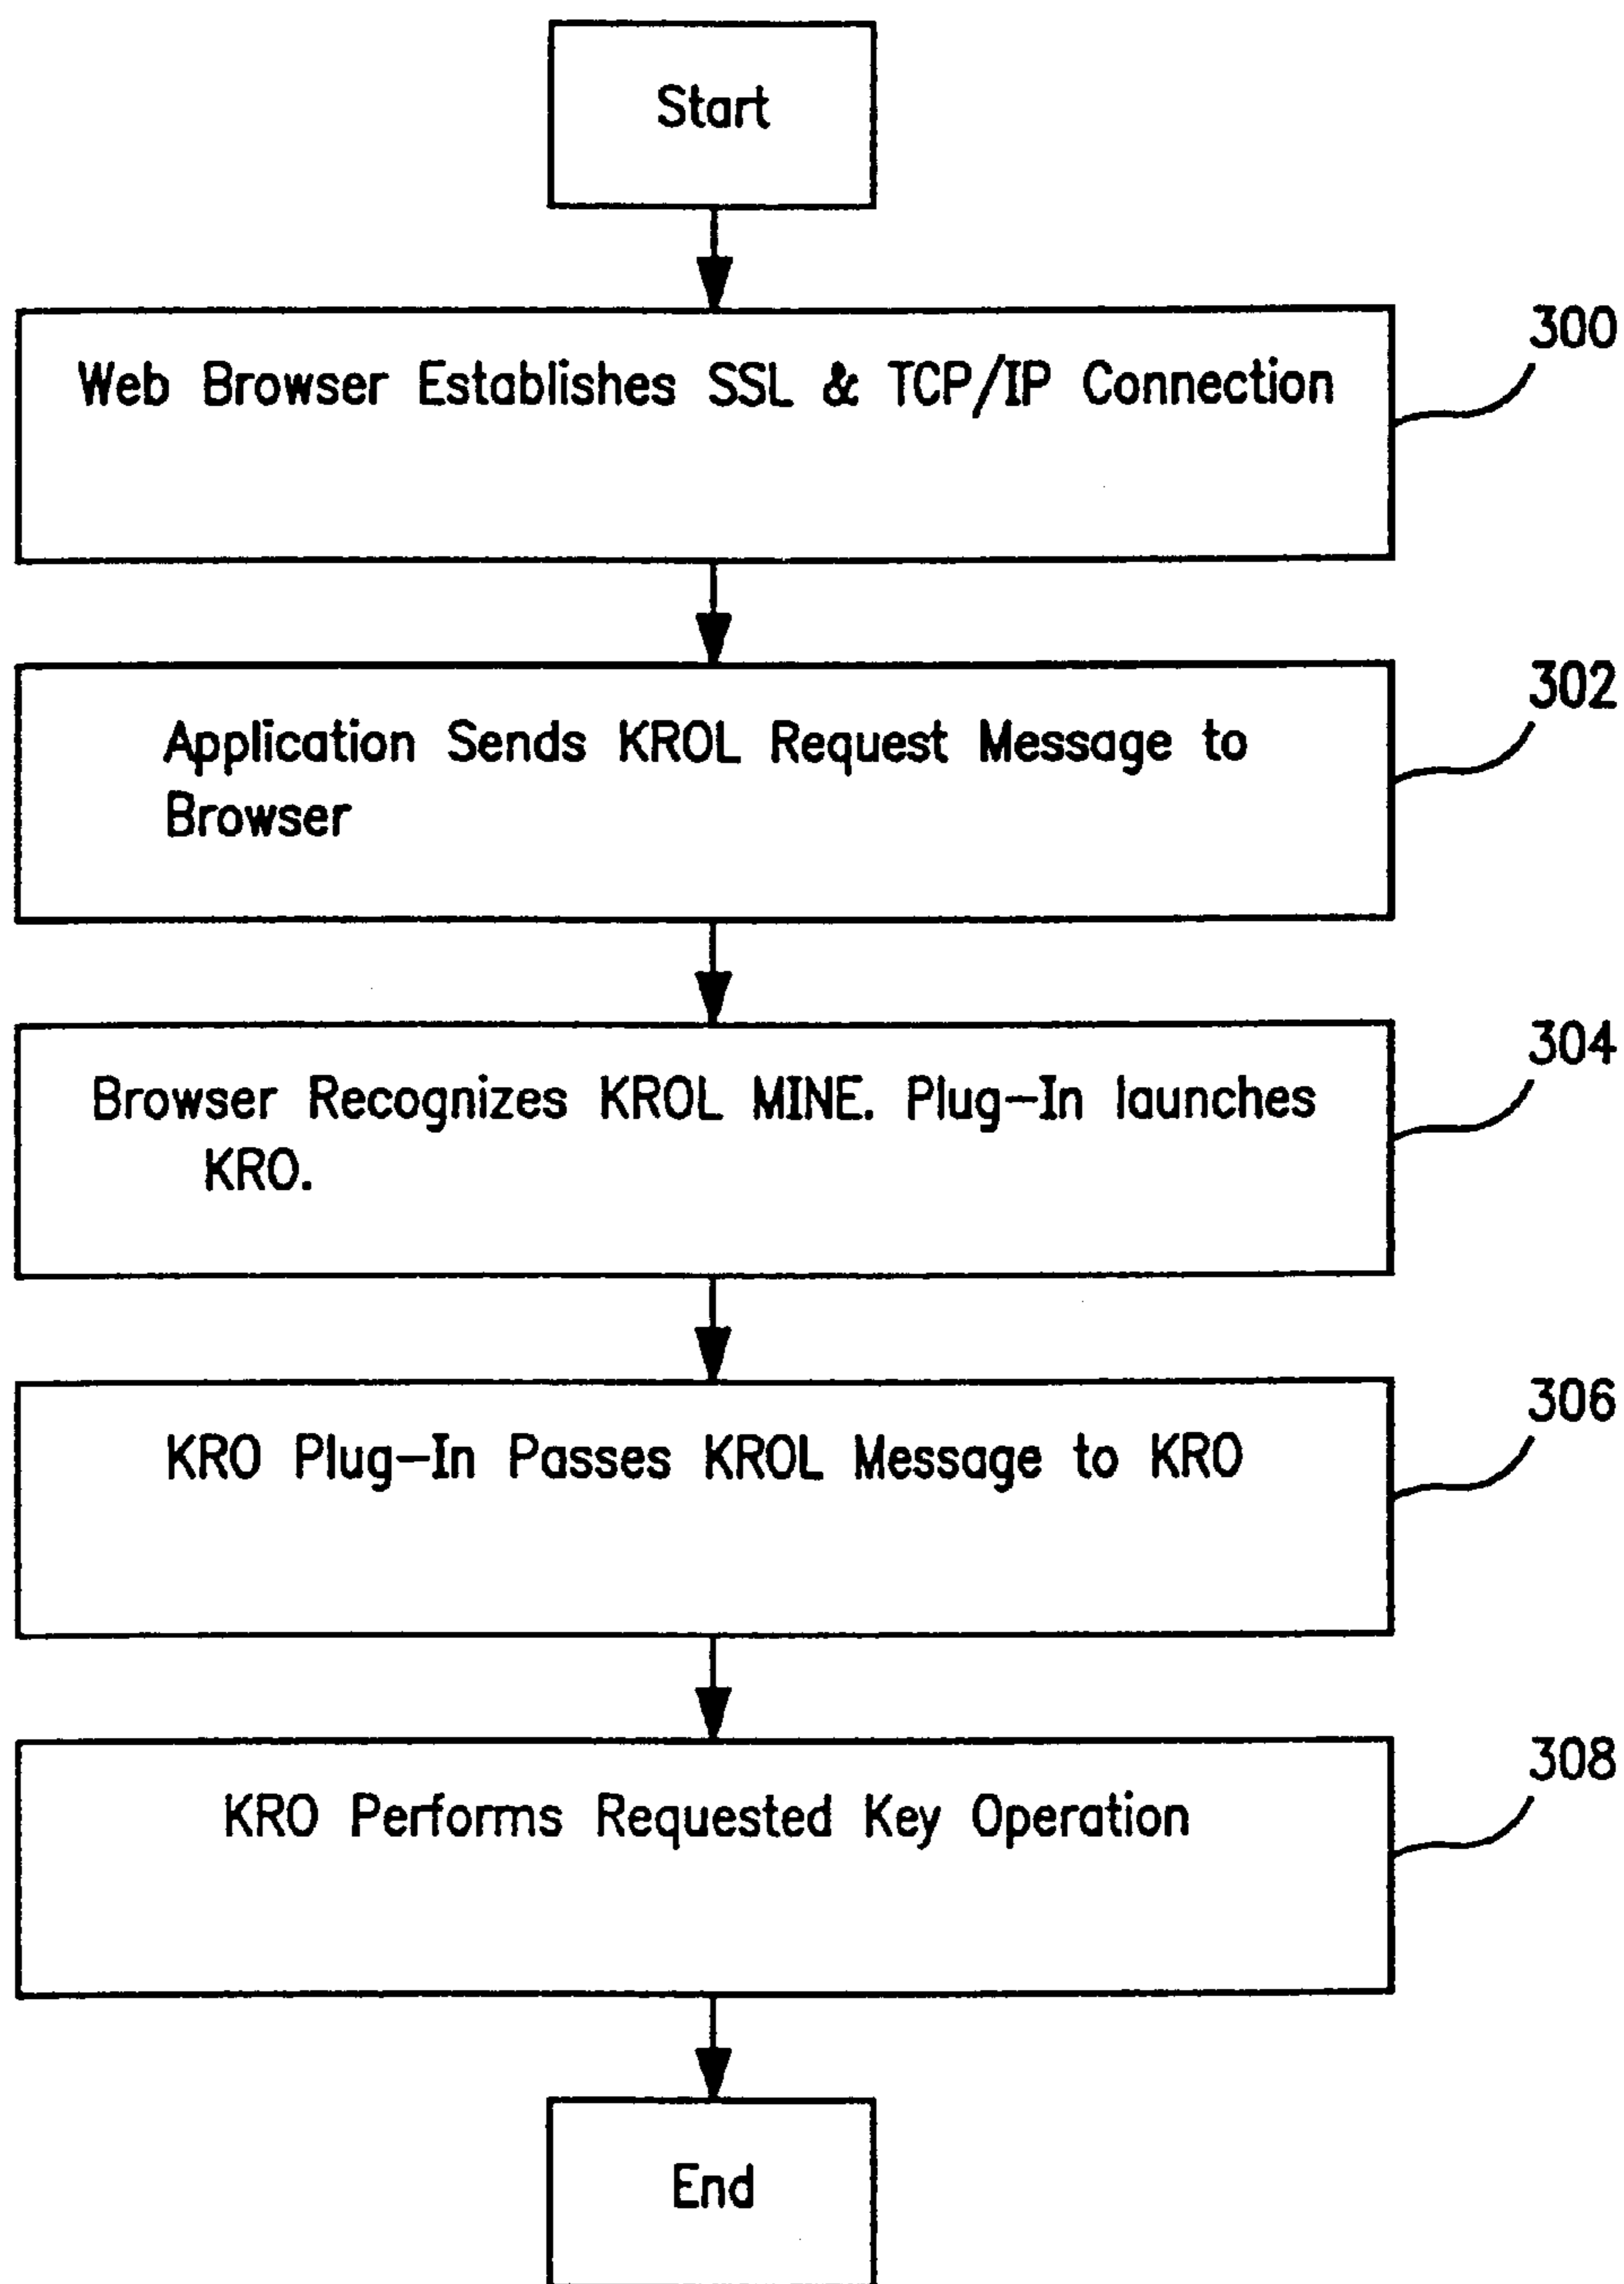 Start
300
Web Browser Establishes SSL & TCP/IP Connection
302
Application Sends KROL Request Message to
Browser
304
Browser Recognizes KROL MINE. Plug-In launches
KRO.
306
KRO Plug-In Passes KROL Message to KRO
308
KRO Performs Requested Key Operation
End